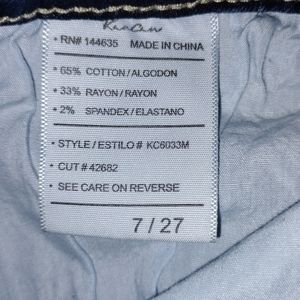 KanCan
• RN# 144635 MADE IN CHINA
• 65% COTTON/ALGODON
• 33% RAYON/RAYON
• 2% SPANDEX/ELASTANO
• STYLE / ESTILO # KC6033M
• CUT # 42682
• SEE CARE ON REVERSE
7 / 27